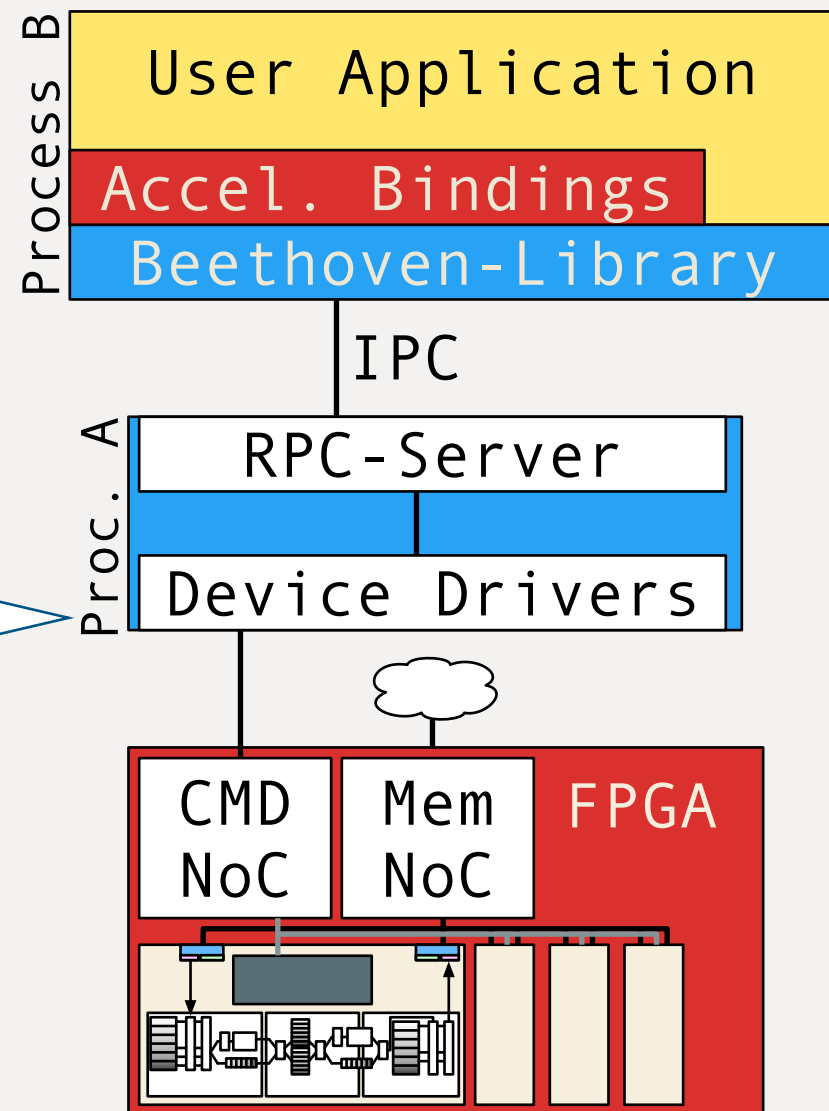 Process B
User Application
Accel. Bindings
Beethoven-Library
IPC
Proc. A
RPC-Server
Device Drivers
CMD
NoC
Mem
NoC
FPGA